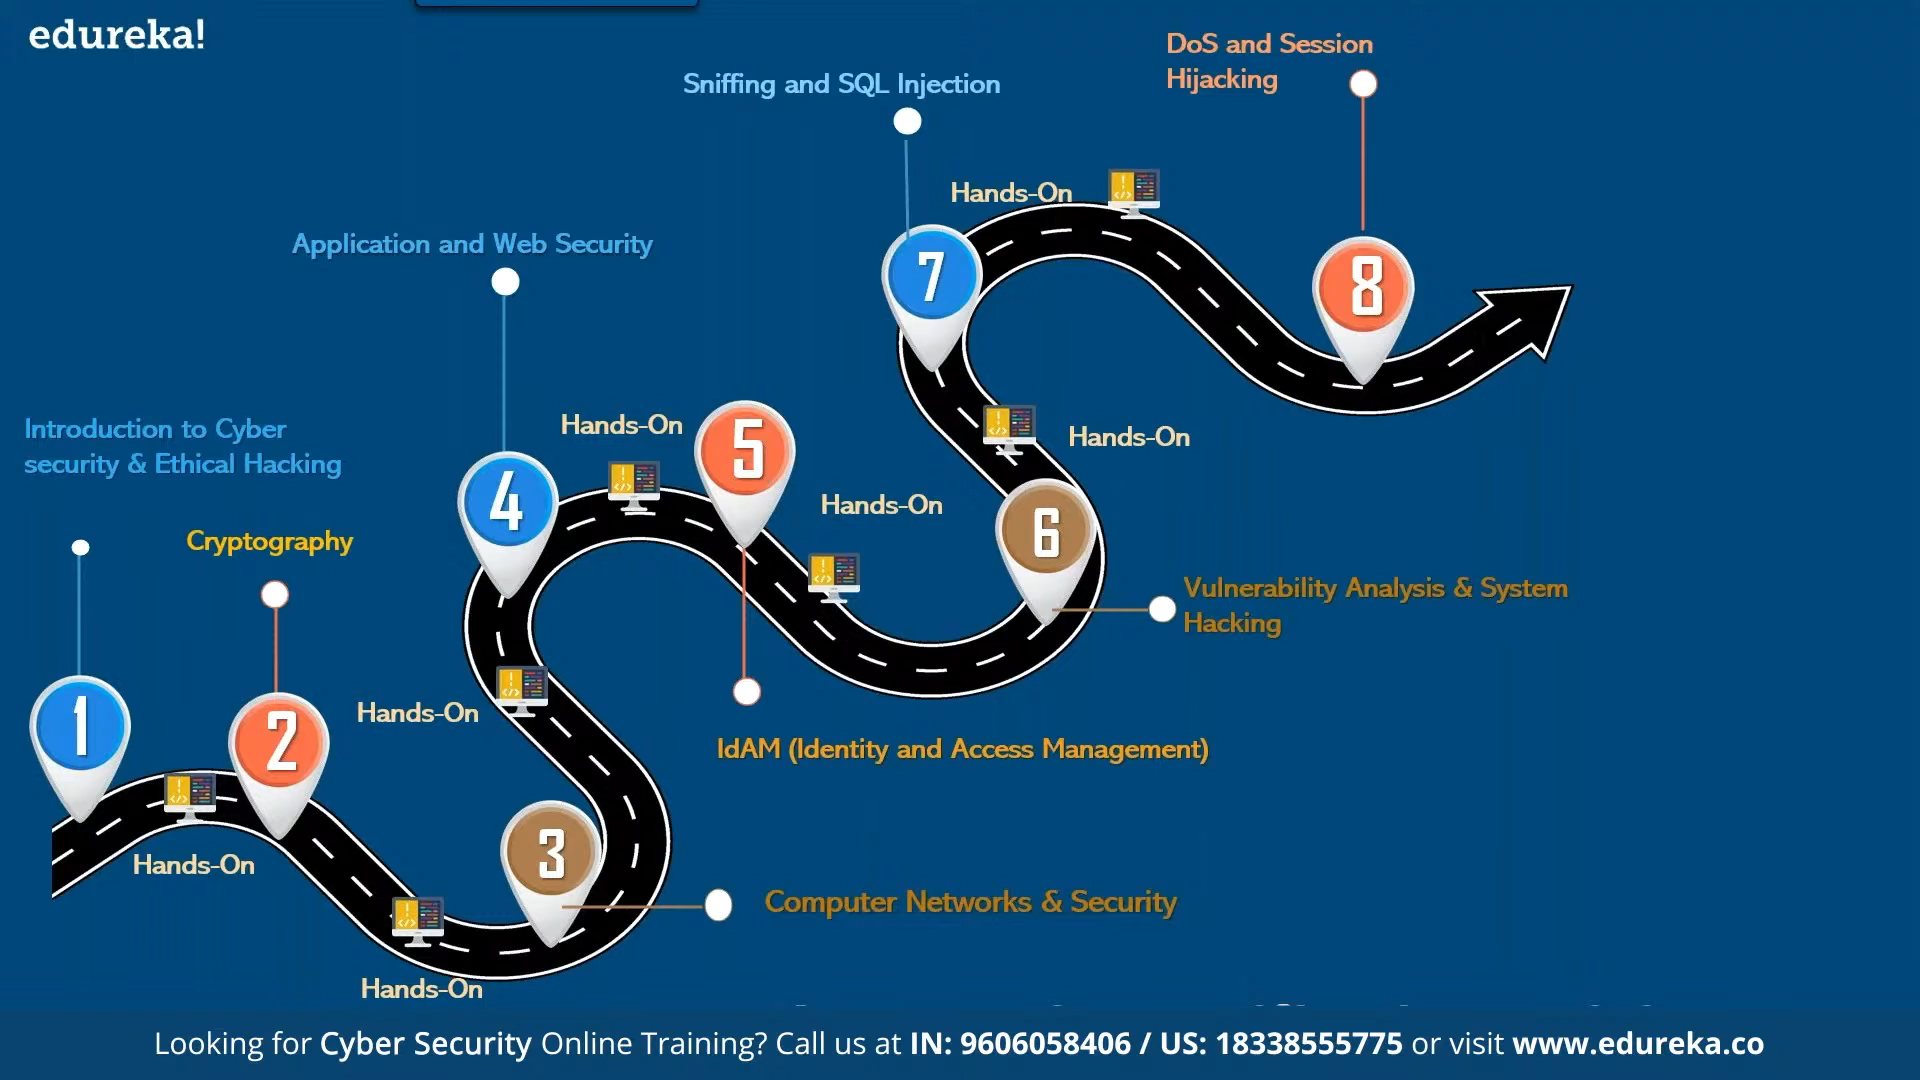 edureka!
DoS and Session
Hijacking
Sniffing and SQL Injection
Hands-On
Application and Web Security
7
8
Introduction to Cyber
security & Ethical Hacking
Hands-On
5
Hands-On
4
Hands-On
6
Cryptography
Vulnerability Analysis & System
Hacking
1
2
Hands-On
IdAM (Identity and Access Management)
3
Hands-On
Computer Networks & Security
Hands-On
Looking for Cyber Security Online Training? Call us at IN: 9606058406 / US: 18338555775 or visit www.edureka.co